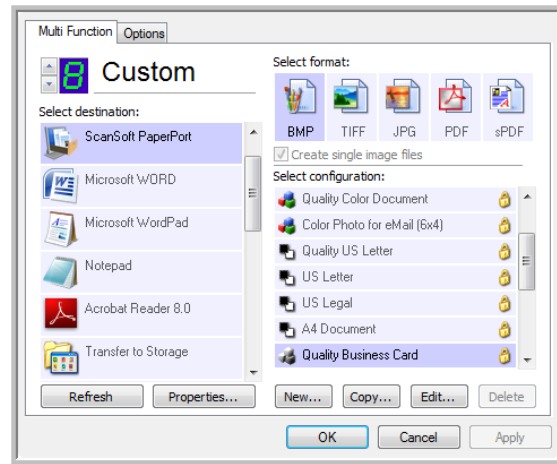 Multi Function
Options
8
Custom
Select destination:
ScanSoft PaperPort
Microsoft WORD
Microsoft WordPad
Notepad
Acrobat Reader 8.0
Transfer to Storage
Refresh
Properties...
Select format:
BMP
TIFF
JPG
PDF
sPDF
Create single image files
Select configuration:
Quality Color Document
Color Photo for eMail (6x4)
Quality US Letter
US Letter
US Legal
A4 Document
Quality Business Card
New...
Copy...
Edit...
Delete
OK
Cancel
Apply